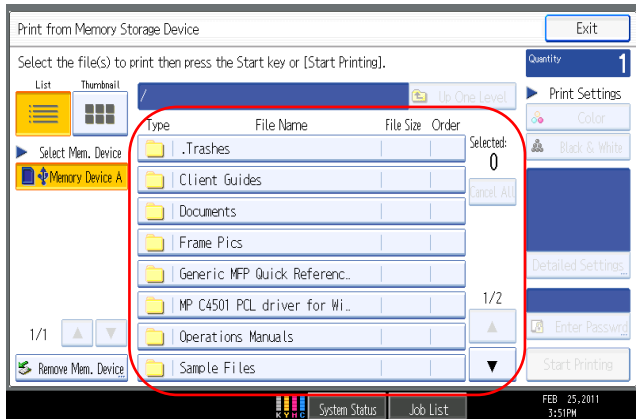 Print from Memory Storage Device
Exit
Select the file(s) to print then press the Start key or [Start Printing].
Quantity
1
List
Thumbnail
/
Up One Level
Print Settings
Color
Black & White
Type
File Name
File Size
Order
Selected:
0
Cancel All
Select Mem. Device
Memory Device A
.Trashes
Client Guides
Documents
Frame Pics
Generic MFP Quick Referenc..
MP C4501 PCL driver for Wi..
Operations Manuals
Sample Files
Detailed Settings
1/2
1/1
Enter Passwrd
Remove Mem. Device
Start Printing
K Y M C
System Status
Job List
FEB 25,2011
3:51PM